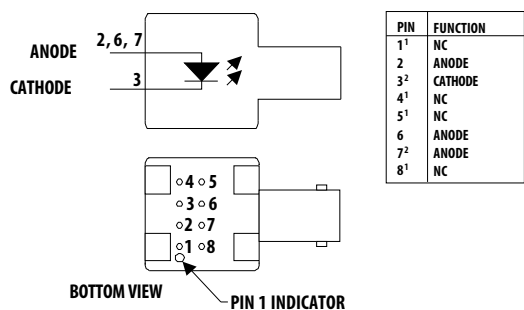 ANODE 2, 6, 7
CATHODE 3
PIN FUNCTION
1¹ NC
2 ANODE
3² CATHODE
4¹ NC
5¹ NC
6 ANODE
7² ANODE
8¹ NC
4 5
3 6
2 7
1 8
BOTTOM VIEW
PIN 1 INDICATOR